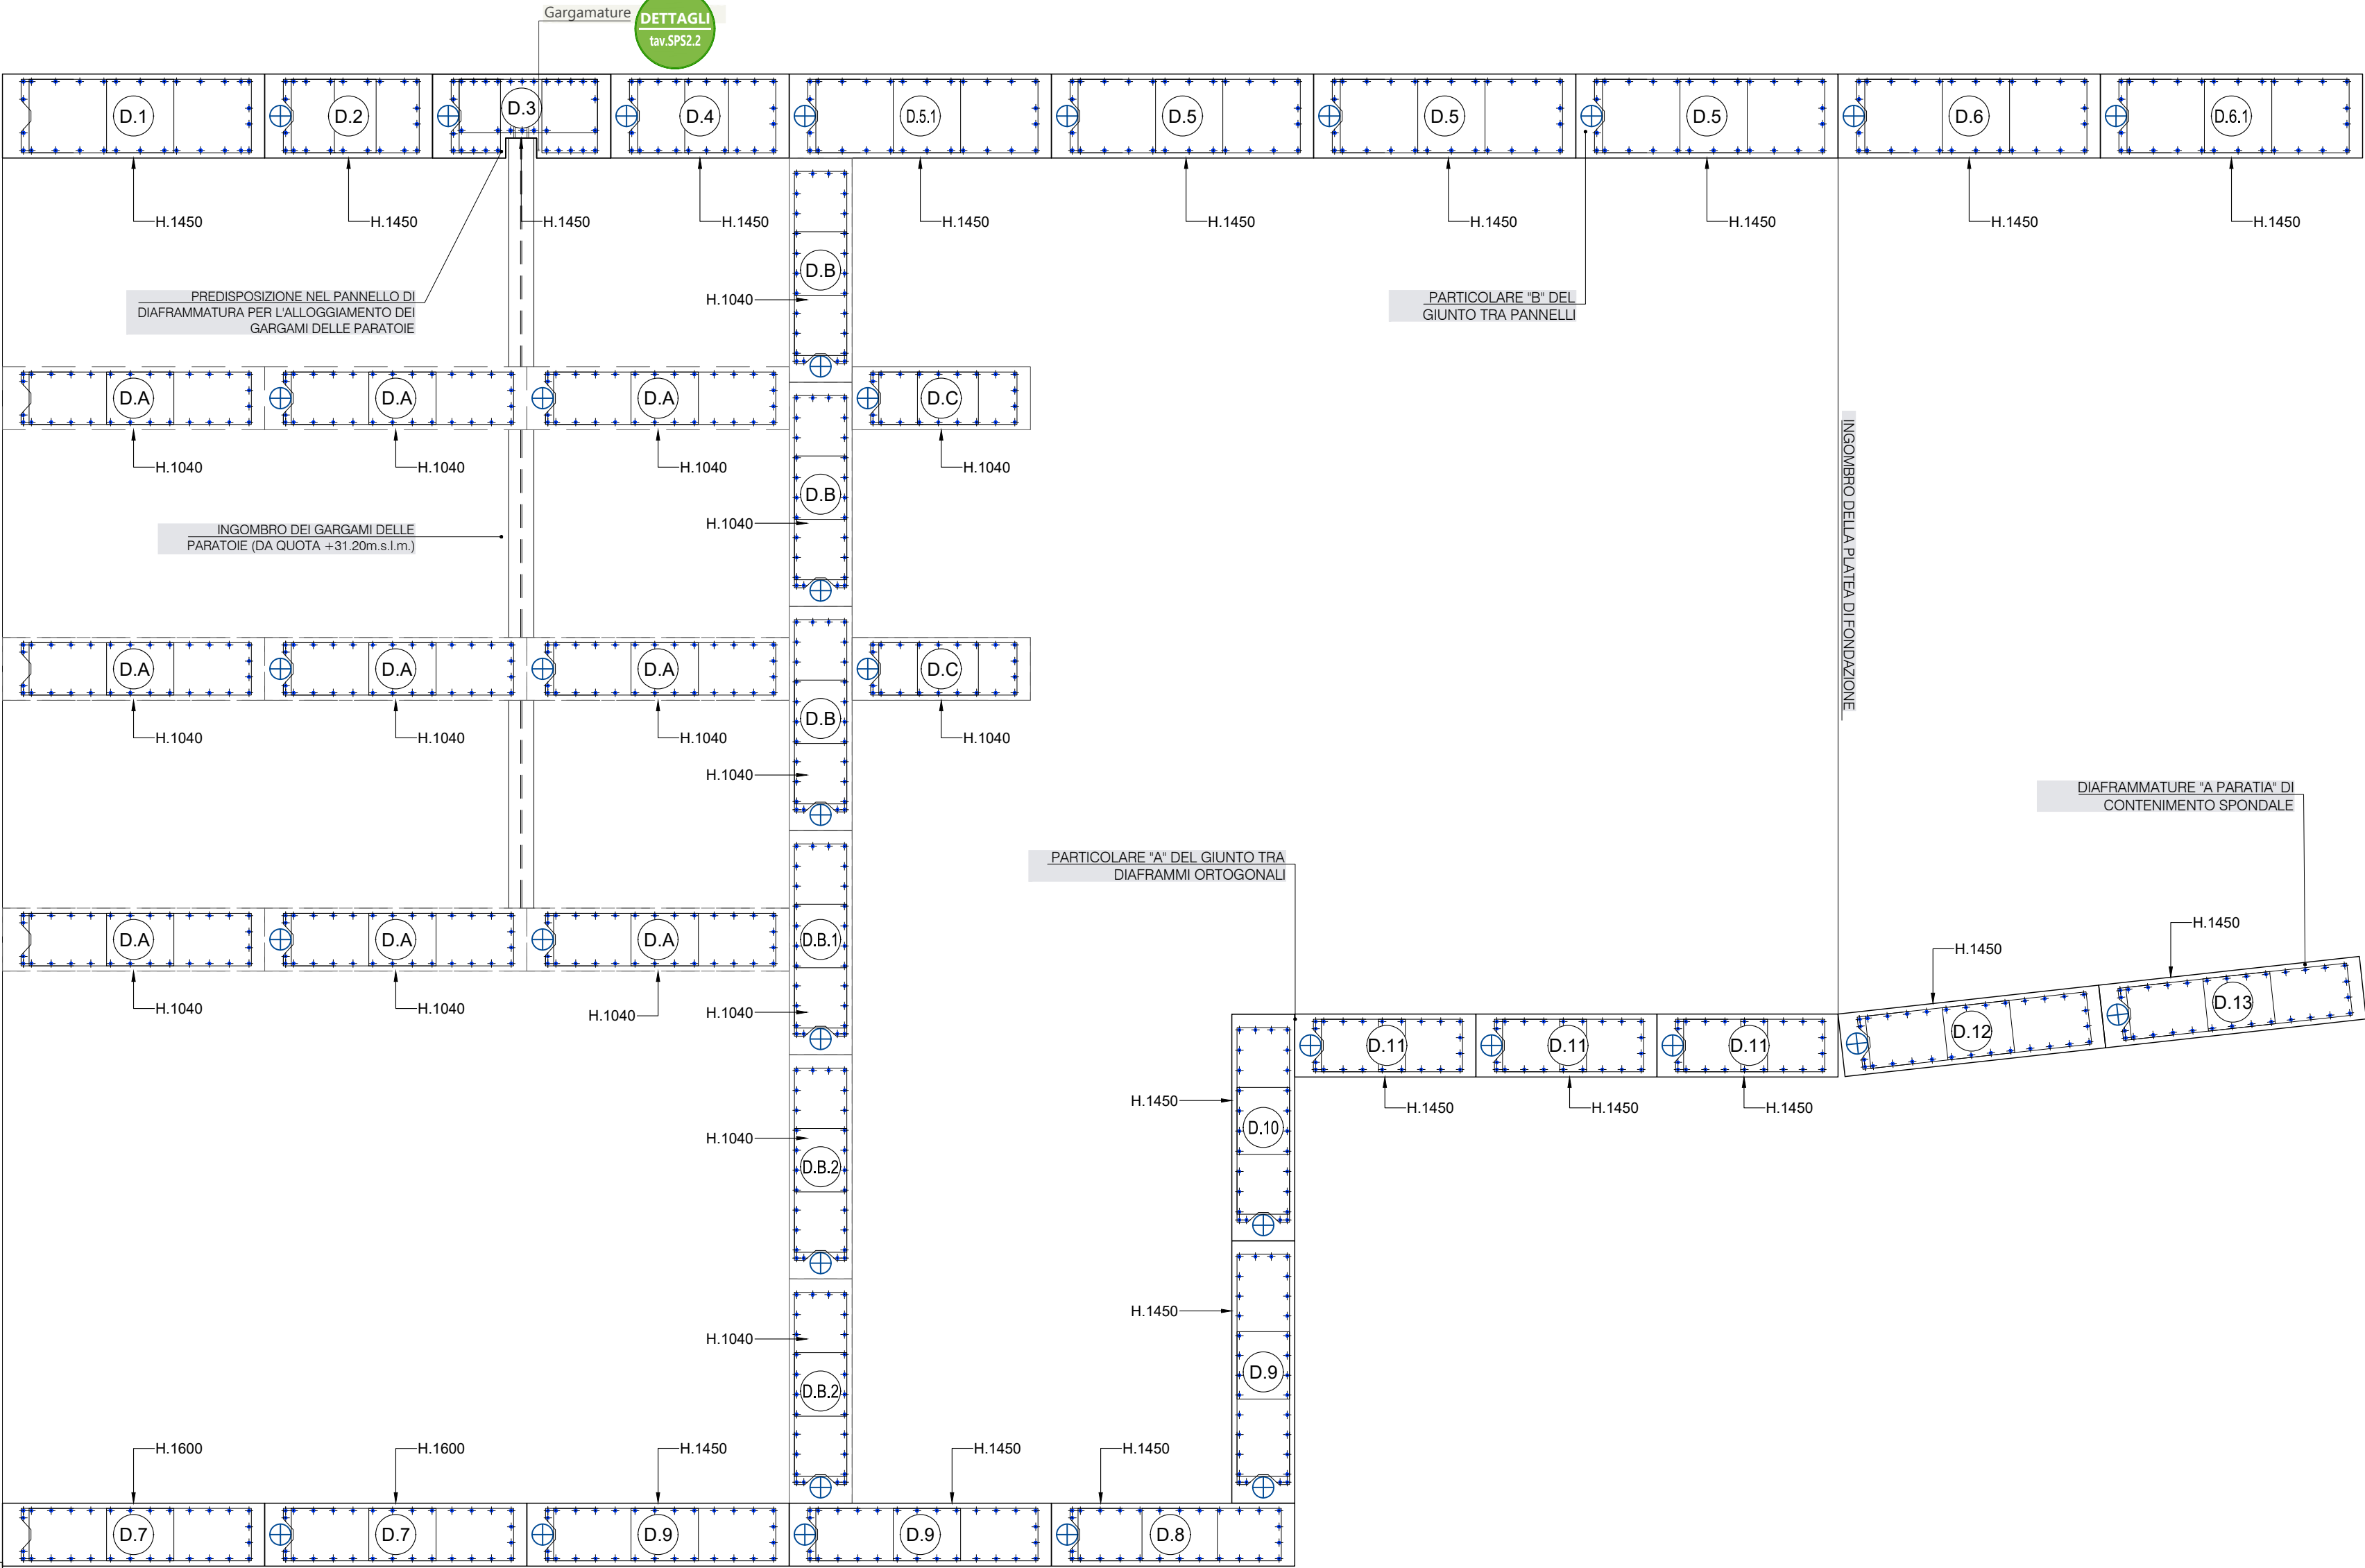 Gargamature
DETTAGLI
tav.SPS2.2
D.1
D.2
D.3
D.4
D.5.1
D.5
D.5
D.5
D.6
D.6.1
H.1450
H.1450
H.1450
H.1450
H.1450
H.1450
H.1450
H.1450
H.1450
H.1450
PREDISPOSIZIONE NEL PANNELLO DI
DIAFRAMMATURA PER L'ALLOGGIAMENTO DEI
GARGAMI DELLE PARATOIE
D.B
H.1040
PARTICOLARE "B" DEL
GIUNTO TRA PANNELLI
D.A
D.A
D.A
D.C
H.1040
H.1040
H.1040
H.1040
D.B
H.1040
INGOMBRO DEI GARGAMI DELLE
PARATOIE (DA QUOTA +31.20m.s.l.m.)
INGOMBRO DELLA PLATEA DI FONDAZIONE
D.A
D.A
D.A
D.C
H.1040
H.1040
H.1040
H.1040
D.B
H.1040
DIAFRAMMATURE "A PARATIA" DI
CONTENIMENTO SPONDALE
PARTICOLARE "A" DEL GIUNTO TRA
DIAFRAMMI ORTOGONALI
D.A
D.A
D.A
D.B.1
H.1040
H.1040
H.1040
H.1040
H.1450
H.1450
D.13
D.12
D.11
D.11
D.11
H.1450
H.1450
H.1450
H.1450
D.10
H.1040
D.B.2
H.1450
H.1040
D.9
D.B.2
H.1600
H.1600
H.1450
H.1450
H.1450
D.7
D.7
D.9
D.9
D.8